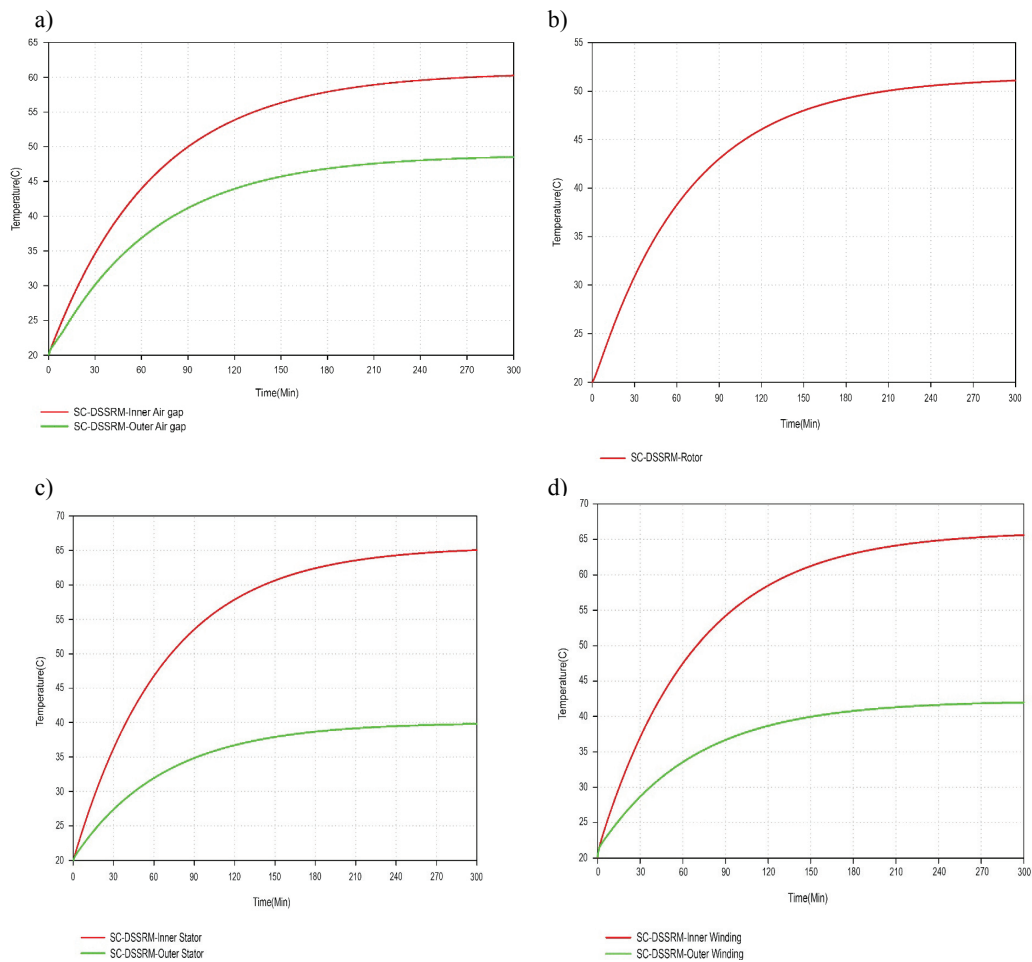 a)
65
60
55
50
45
40
35
30
25
20
Temperature(C)
0 30 60 90 120 150 180 210 240 270 300
Time(Min)
SC-DSSRM-Inner Air gap
SC-DSSRM-Outer Air gap
b)
55
50
45
40
35
30
25
20
Temperature(C)
0 30 60 90 120 150 180 210 240 270 300
Time(Min)
SC-DSSRM-Rotor
c)
70
65
60
55
50
45
40
35
30
25
20
Temperature(C)
0 30 60 90 120 150 180 210 240 270 300
Time(Min)
SC-DSSRM-Inner Stator
SC-DSSRM-Outer Stator
d)
70
65
60
55
50
45
40
35
30
25
20
Temperature(C)
0 30 60 90 120 150 180 210 240 270 300
Time(Min)
SC-DSSRM-Inner Winding
SC-DSSRM-Outer Winding